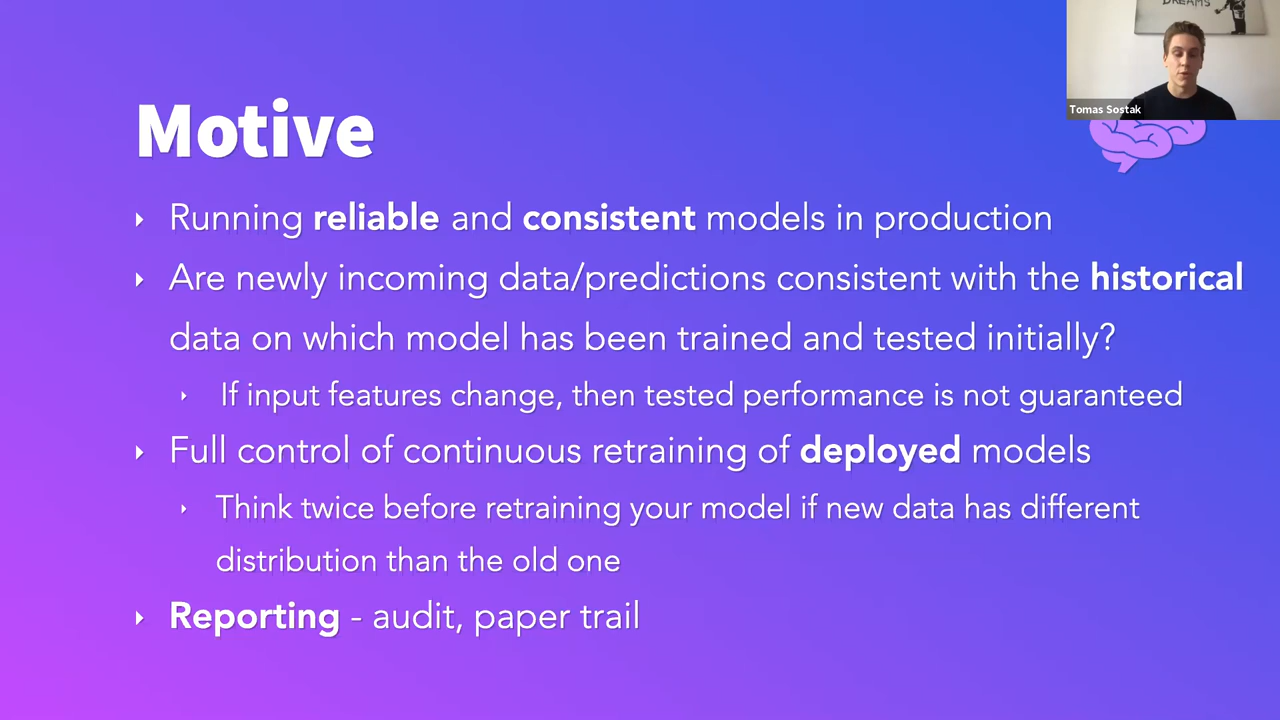 DREAMS
Tomas Sostak
Motive
Running reliable and consistent models in production
Are newly incoming data/predictions consistent with the historical
data on which model has been trained and tested initially?
If input features change, then tested performance is not guaranteed
Full control of continuous retraining of deployed models
Think twice before retraining your model if new data has different
distribution than the old one
Reporting - audit, paper trail